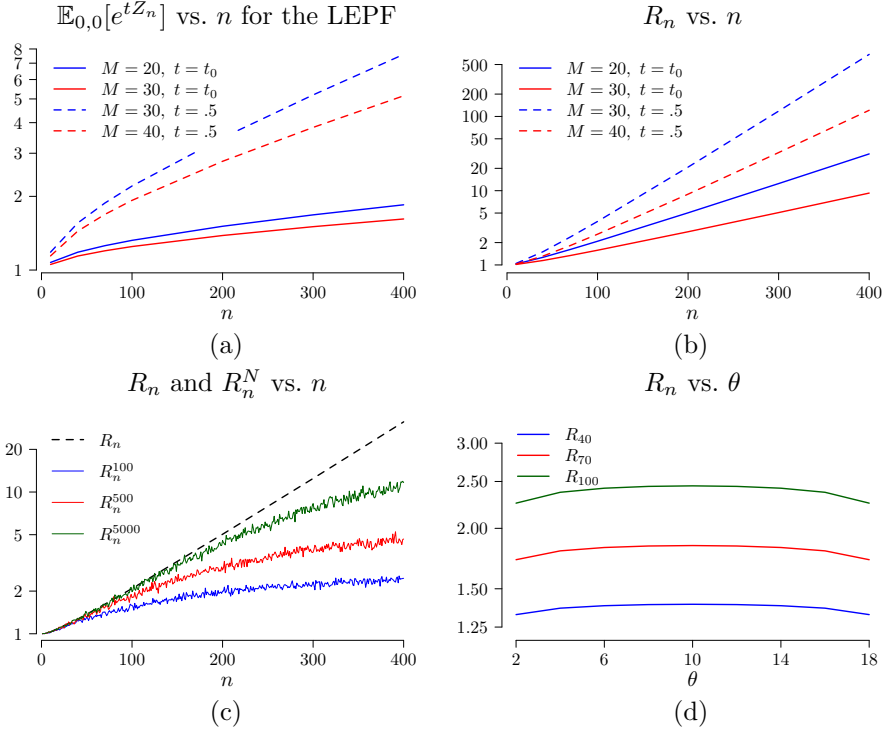 𝔼₀,₀[e^{tZₙ}] vs. n for the LEPF
8
7
6
5
4
3
2
1
M = 20, t = t₀
M = 30, t = t₀
M = 30, t = .5
M = 40, t = .5
0 100 200 300 400
n
(a)
Rₙ vs. n
500
200
100
50
20
10
5
2
1
M = 20, t = t₀
M = 30, t = t₀
M = 30, t = .5
M = 40, t = .5
0 100 200 300 400
n
(b)
Rₙ and Rₙᴺ vs. n
20
10
5
2
1
Rₙ
Rₙ¹⁰⁰
Rₙ⁵⁰⁰
Rₙ⁵⁰⁰⁰
0 100 200 300 400
n
(c)
Rₙ vs. θ
3.00
2.50
2.00
1.50
1.25
R₄₀
R₇₀
R₁₀₀
2 6 10 14 18
θ
(d)